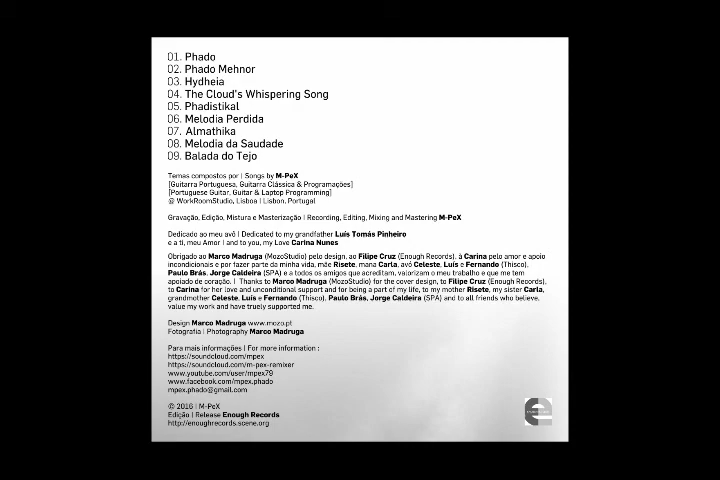 01. Phado
02. Phado Mehnor
03. Hydheia
04. The Cloud's Whispering Song
05. Phadistikal
06. Melodia Perdida
07. Almathika
08. Melodia da Saudade
09. Balada do Tejo
Temas compostos por | Songs by M-PeX
[Guitarra Portuguesa, Guitarra Clássica & Programações]
[Portuguese Guitar, Guitar & Laptop Programming]
@ WorkRoomStudio, Lisboa | Lisbon, Portugal
Gravação, Edição, Mistura e Masterização | Recording, Editing, Mixing and Mastering M-PeX
Dedicado ao meu avô | Dedicated to my grandfather Luís Tomás Pinheiro
e a ti, meu Amor | and to you, my Love Carina Nunes
Obrigado ao Marco Madruga (MozoStudio) pelo design, ao Filipe Cruz (Enough Records), à Carina pelo amor e apoio
incondicionais e por fazer parte da minha vida, mãe Risete, mana Carla, avó Celeste, Luís e Fernando (Thisco),
Paulo Brás, Jorge Caldeira (SPA) e a todos os amigos que acreditam, valorizam o meu trabalho e que me tem
apoiado de coração. | Thanks to Marco Madruga (MozoStudio) for the cover design, to Filipe Cruz (Enough Records),
to Carina for her love and unconditional support and for being a part of my life, to my mother Risete, my sister Carla,
grandmother Celeste, Luís e Fernando (Thisco), Paulo Brás, Jorge Caldeira (SPA) and to all friends who believe,
value my work and have truely supported me.
Design Marco Madruga www.mozo.pt
Fotografia | Photography Marco Madruga
Para mais informações | For more information :
https://soundcloud.com/mpex
https://soundcloud.com/m-pex-remixer
www.youtube.com/user/mpex79
www.facebook.com/mpex.phado
mpex.phado@gmail.com
© 2016 | M-PeX
Edição | Release Enough Records
http://enoughrecords.scene.org